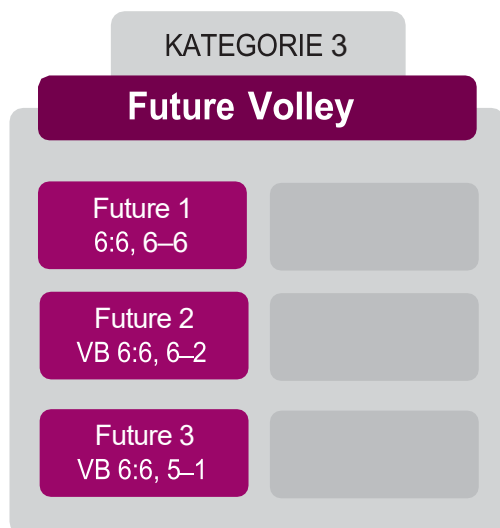 KATEGORIE 3
Future Volley
Future 1
6:6, 6–6
Future 2
VB 6:6, 6–2
Future 3
VB 6:6, 5–1